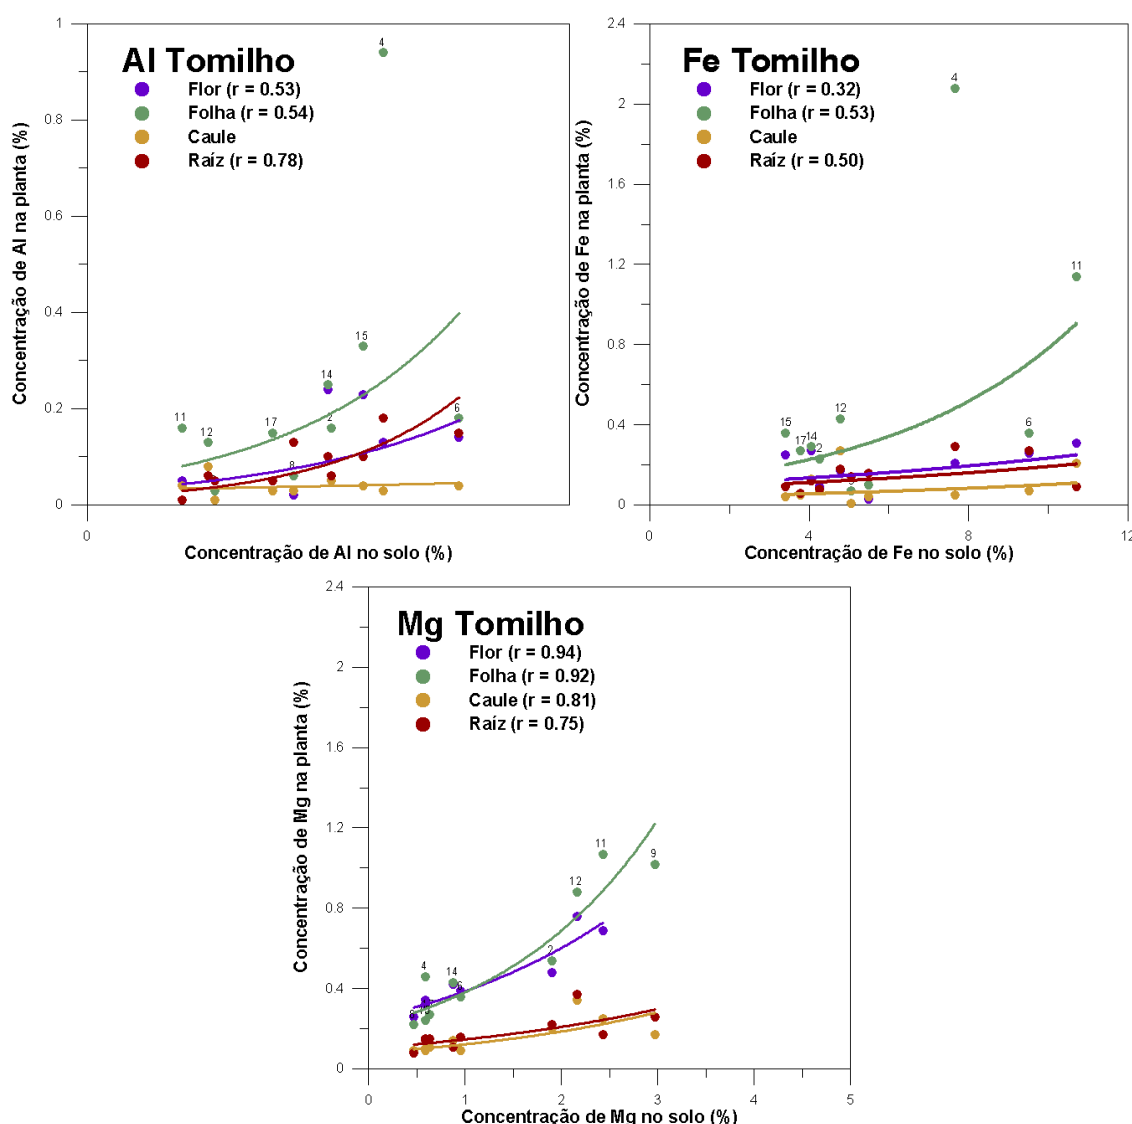 Al Tomilho
Flor (r = 0.53)
Folha (r = 0.54)
Caule
Raíz (r = 0.78)
Concentração de Al na planta (%)
1
0.8
0.6
0.4
0.2
0
0
4
15
14
11
12
17
2
6
8
Concentração de Al no solo (%)
Fe Tomilho
Flor (r = 0.32)
Folha (r = 0.53)
Caule
Raíz (r = 0.50)
Concentração de Fe na planta (%)
2.4
2
1.6
1.2
0.8
0.4
0
0
4
8
12
4
11
12
15
14
17
2
6
Concentração de Fe no solo (%)
Mg Tomilho
Flor (r = 0.94)
Folha (r = 0.92)
Caule (r = 0.81)
Raíz (r = 0.75)
Concentração de Mg na planta (%)
2.4
2
1.6
1.2
0.8
0.4
0
0
1
2
3
4
5
11
9
12
2
4
14
Concentração de Mg no solo (%)